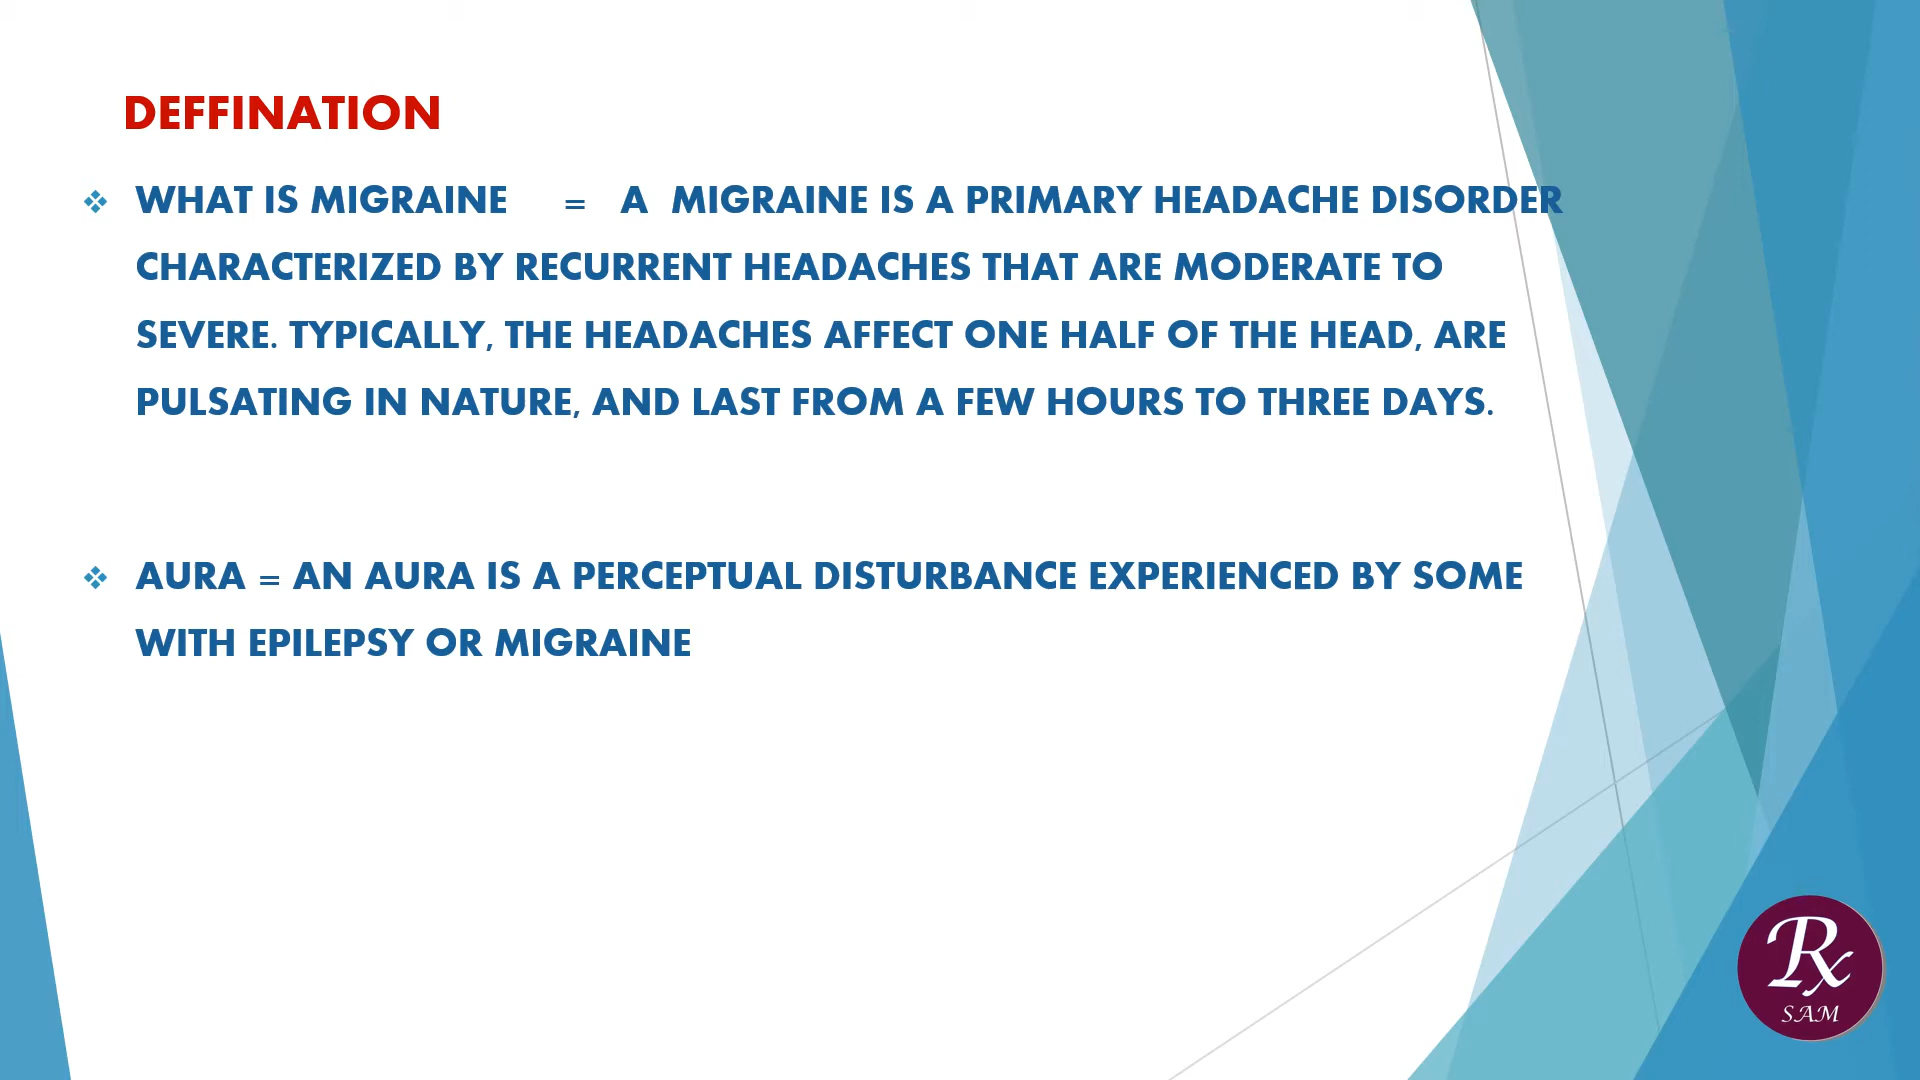 DEFFINATION
WHAT IS MIGRAINE = A MIGRAINE IS A PRIMARY HEADACHE DISORDER
CHARACTERIZED BY RECURRENT HEADACHES THAT ARE MODERATE TO
SEVERE. TYPICALLY, THE HEADACHES AFFECT ONE HALF OF THE HEAD, ARE
PULSATING IN NATURE, AND LAST FROM A FEW HOURS TO THREE DAYS.
AURA = AN AURA IS A PERCEPTUAL DISTURBANCE EXPERIENCED BY SOME
WITH EPILEPSY OR MIGRAINE
Rx
SAM